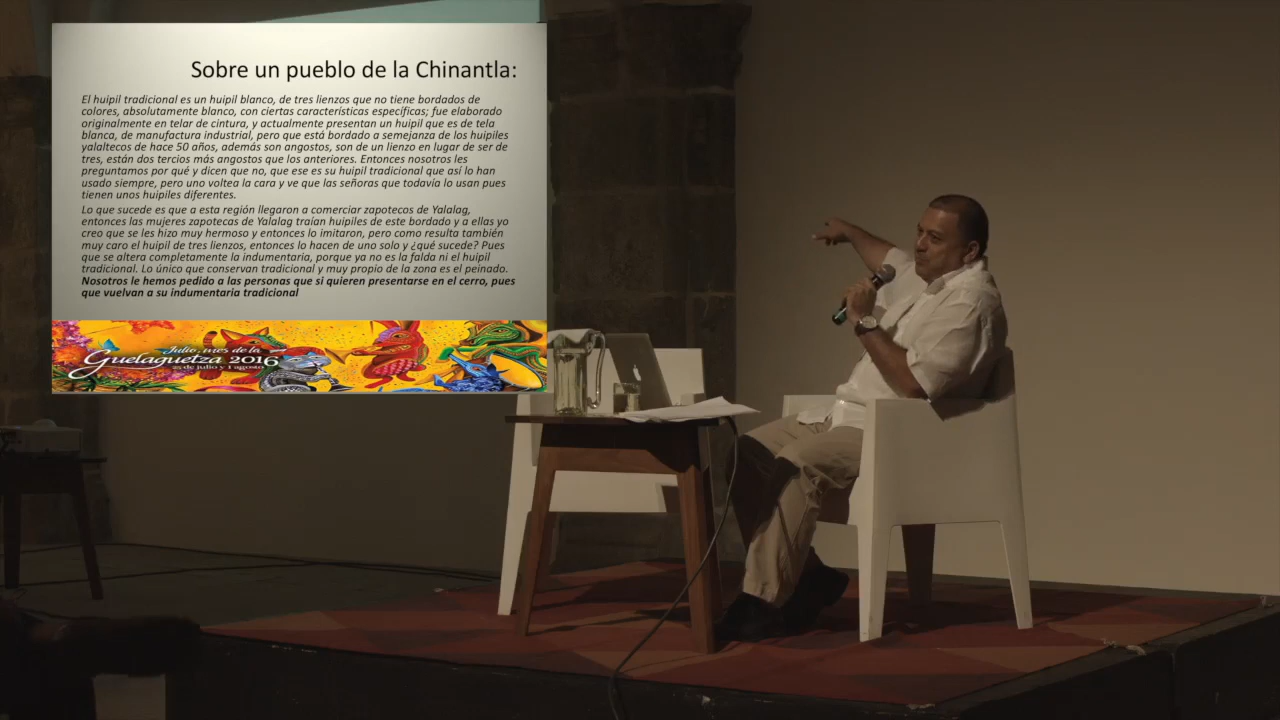 Sobre un pueblo de la Chinantla:
El huipil tradicional es un huipil blanco, de tres lienzos que no tiene bordados de
colores, absolutamente blanco, con ciertas características específicas; fue elaborado
originalmente en telar de cintura, y actualmente presentan un huipil que es de tela
blanca, de manufactura industrial, pero que está bordado a semejanza de los huipiles
yalaltecos de hace 50 años, además son angostos, son de un lienzo en lugar de ser de
tres, están dos tercios más angostos que los anteriores. Entonces nosotros les
preguntamos por qué y dicen que no, que ese es su huipil tradicional que así lo han
usado siempre, pero uno voltea la cara y ve que las señoras que todavía lo usan pues
tienen unos huipiles diferentes.
Lo que sucede es que a esta región llegaron a comerciar zapotecos de Yalalag,
entonces las mujeres zapotecas de Yalalag traían huipiles de este bordado y a ellas yo
creo que se les hizo muy hermoso y entonces lo imitaron, pero como resulta también
muy caro el huipil de tres lienzos, entonces lo hacen de uno solo y ¿qué sucede? Pues
que se altera completamente la indumentaria, porque ya no es la falda ni el huipil
tradicional. Lo único que conservan tradicional y muy propio de la zona es el peinado.
Nosotros le hemos pedido a las personas que si quieren presentarse en el cerro, pues
que vuelvan a su indumentaria tradicional
Julio, mes de la
Guelaguetza 2016
25 de julio y 1 agosto